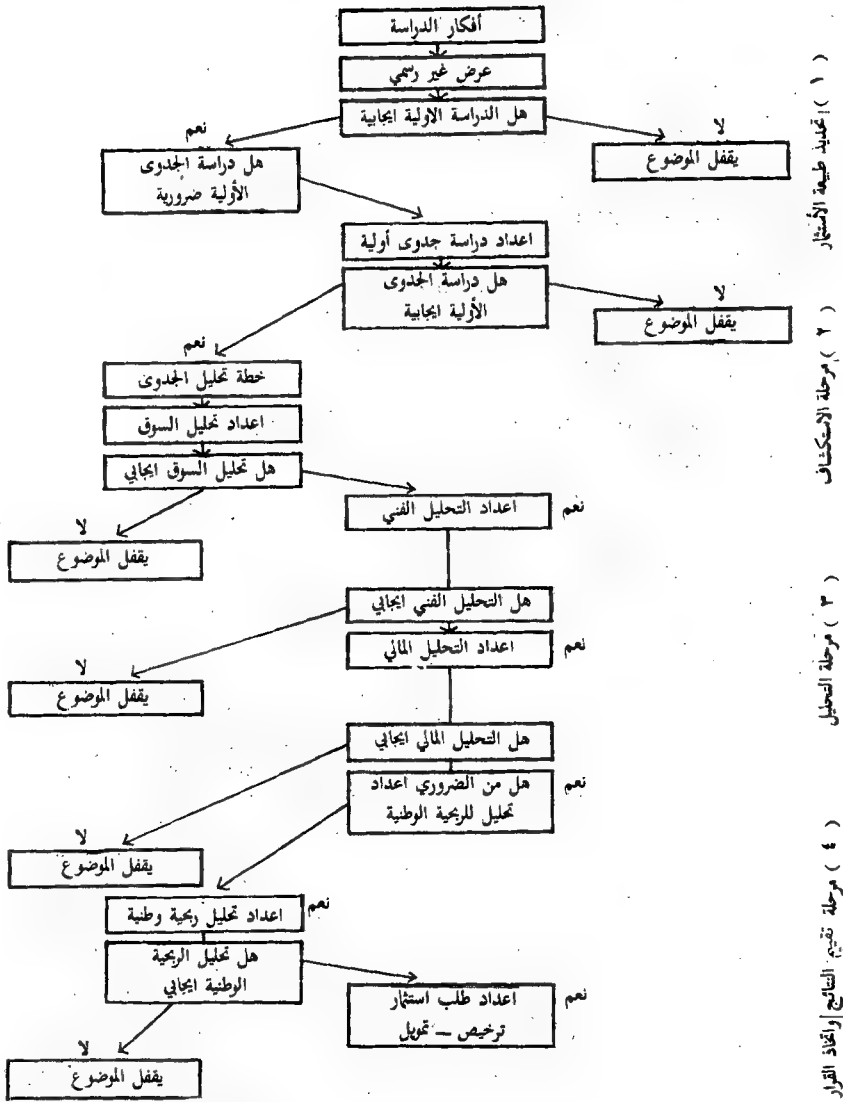 أفكار الدراسة
عرض غير رسمي
هل الدراسة الاولية ايجابية
نعم
لا
يقفل الموضوع
هل دراسة الجدوى
الأولية ضرورية
اعداد دراسة جدوى أولية
هل دراسة الجدوى
الأولية ايجابية
لا
يقفل الموضوع
نعم
خطة تحليل الجدوى
اعداد تحليل السوق
هل تحليل السوق ايجابي
اعداد التحليل الفني
نعم
لا
يقفل الموضوع
هل التحليل الفني ايجابي
اعداد التحليل المالي
نعم
لا
يقفل الموضوع
هل التحليل المالي ايجابي
هل من الضروري اعداد
تحليل للربحية الوطنية
نعم
لا
يقفل الموضوع
اعداد تحليل ربحية وطنية
نعم
هل تحليل الربحية
الوطنية ايجابي
اعداد طلب استثمار
ترخيص — تمويل
نعم
لا
يقفل الموضوع
( ١ ) تحديد طبيعة الأستثمار
( ٢ ) مرحلة الاستكشاف
( ٣ ) مرحلة التحليل
( ٤ ) مرحلة تقييم النتائج واتخاذ القرار